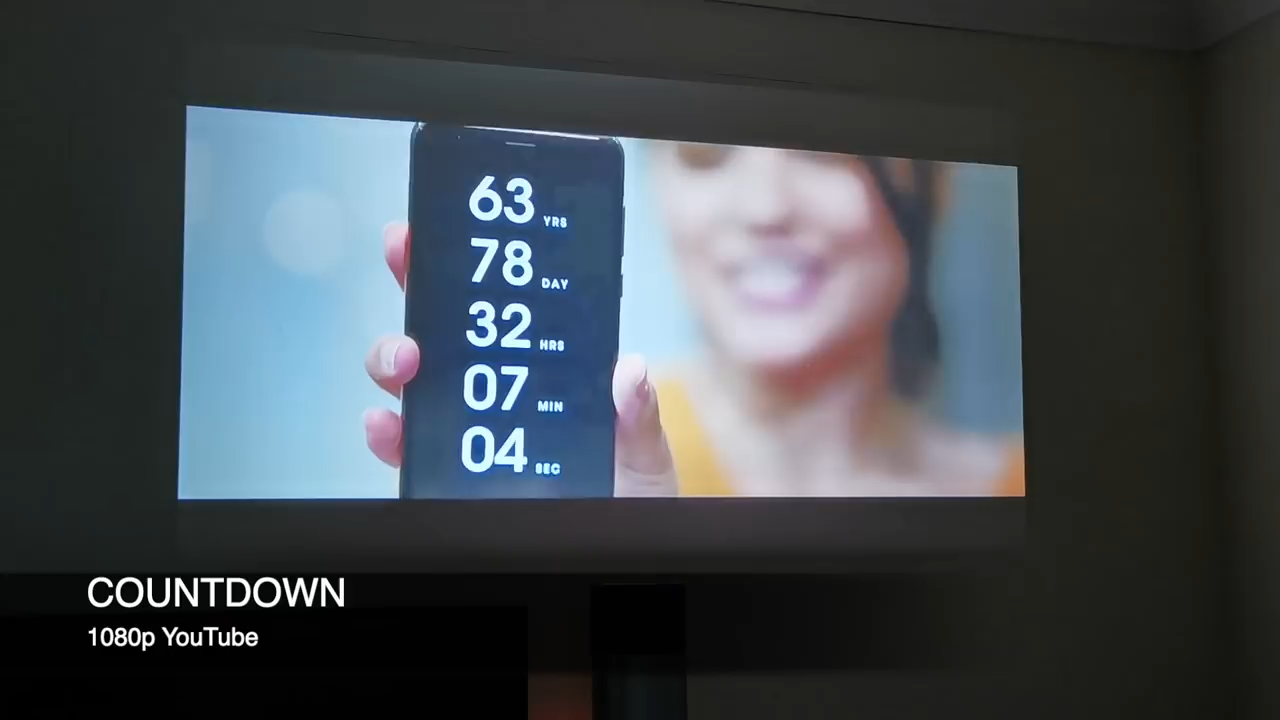 63 YRS
78 DAY
32 HRS
07 MIN
04 SEC
COUNTDOWN
1080p YouTube